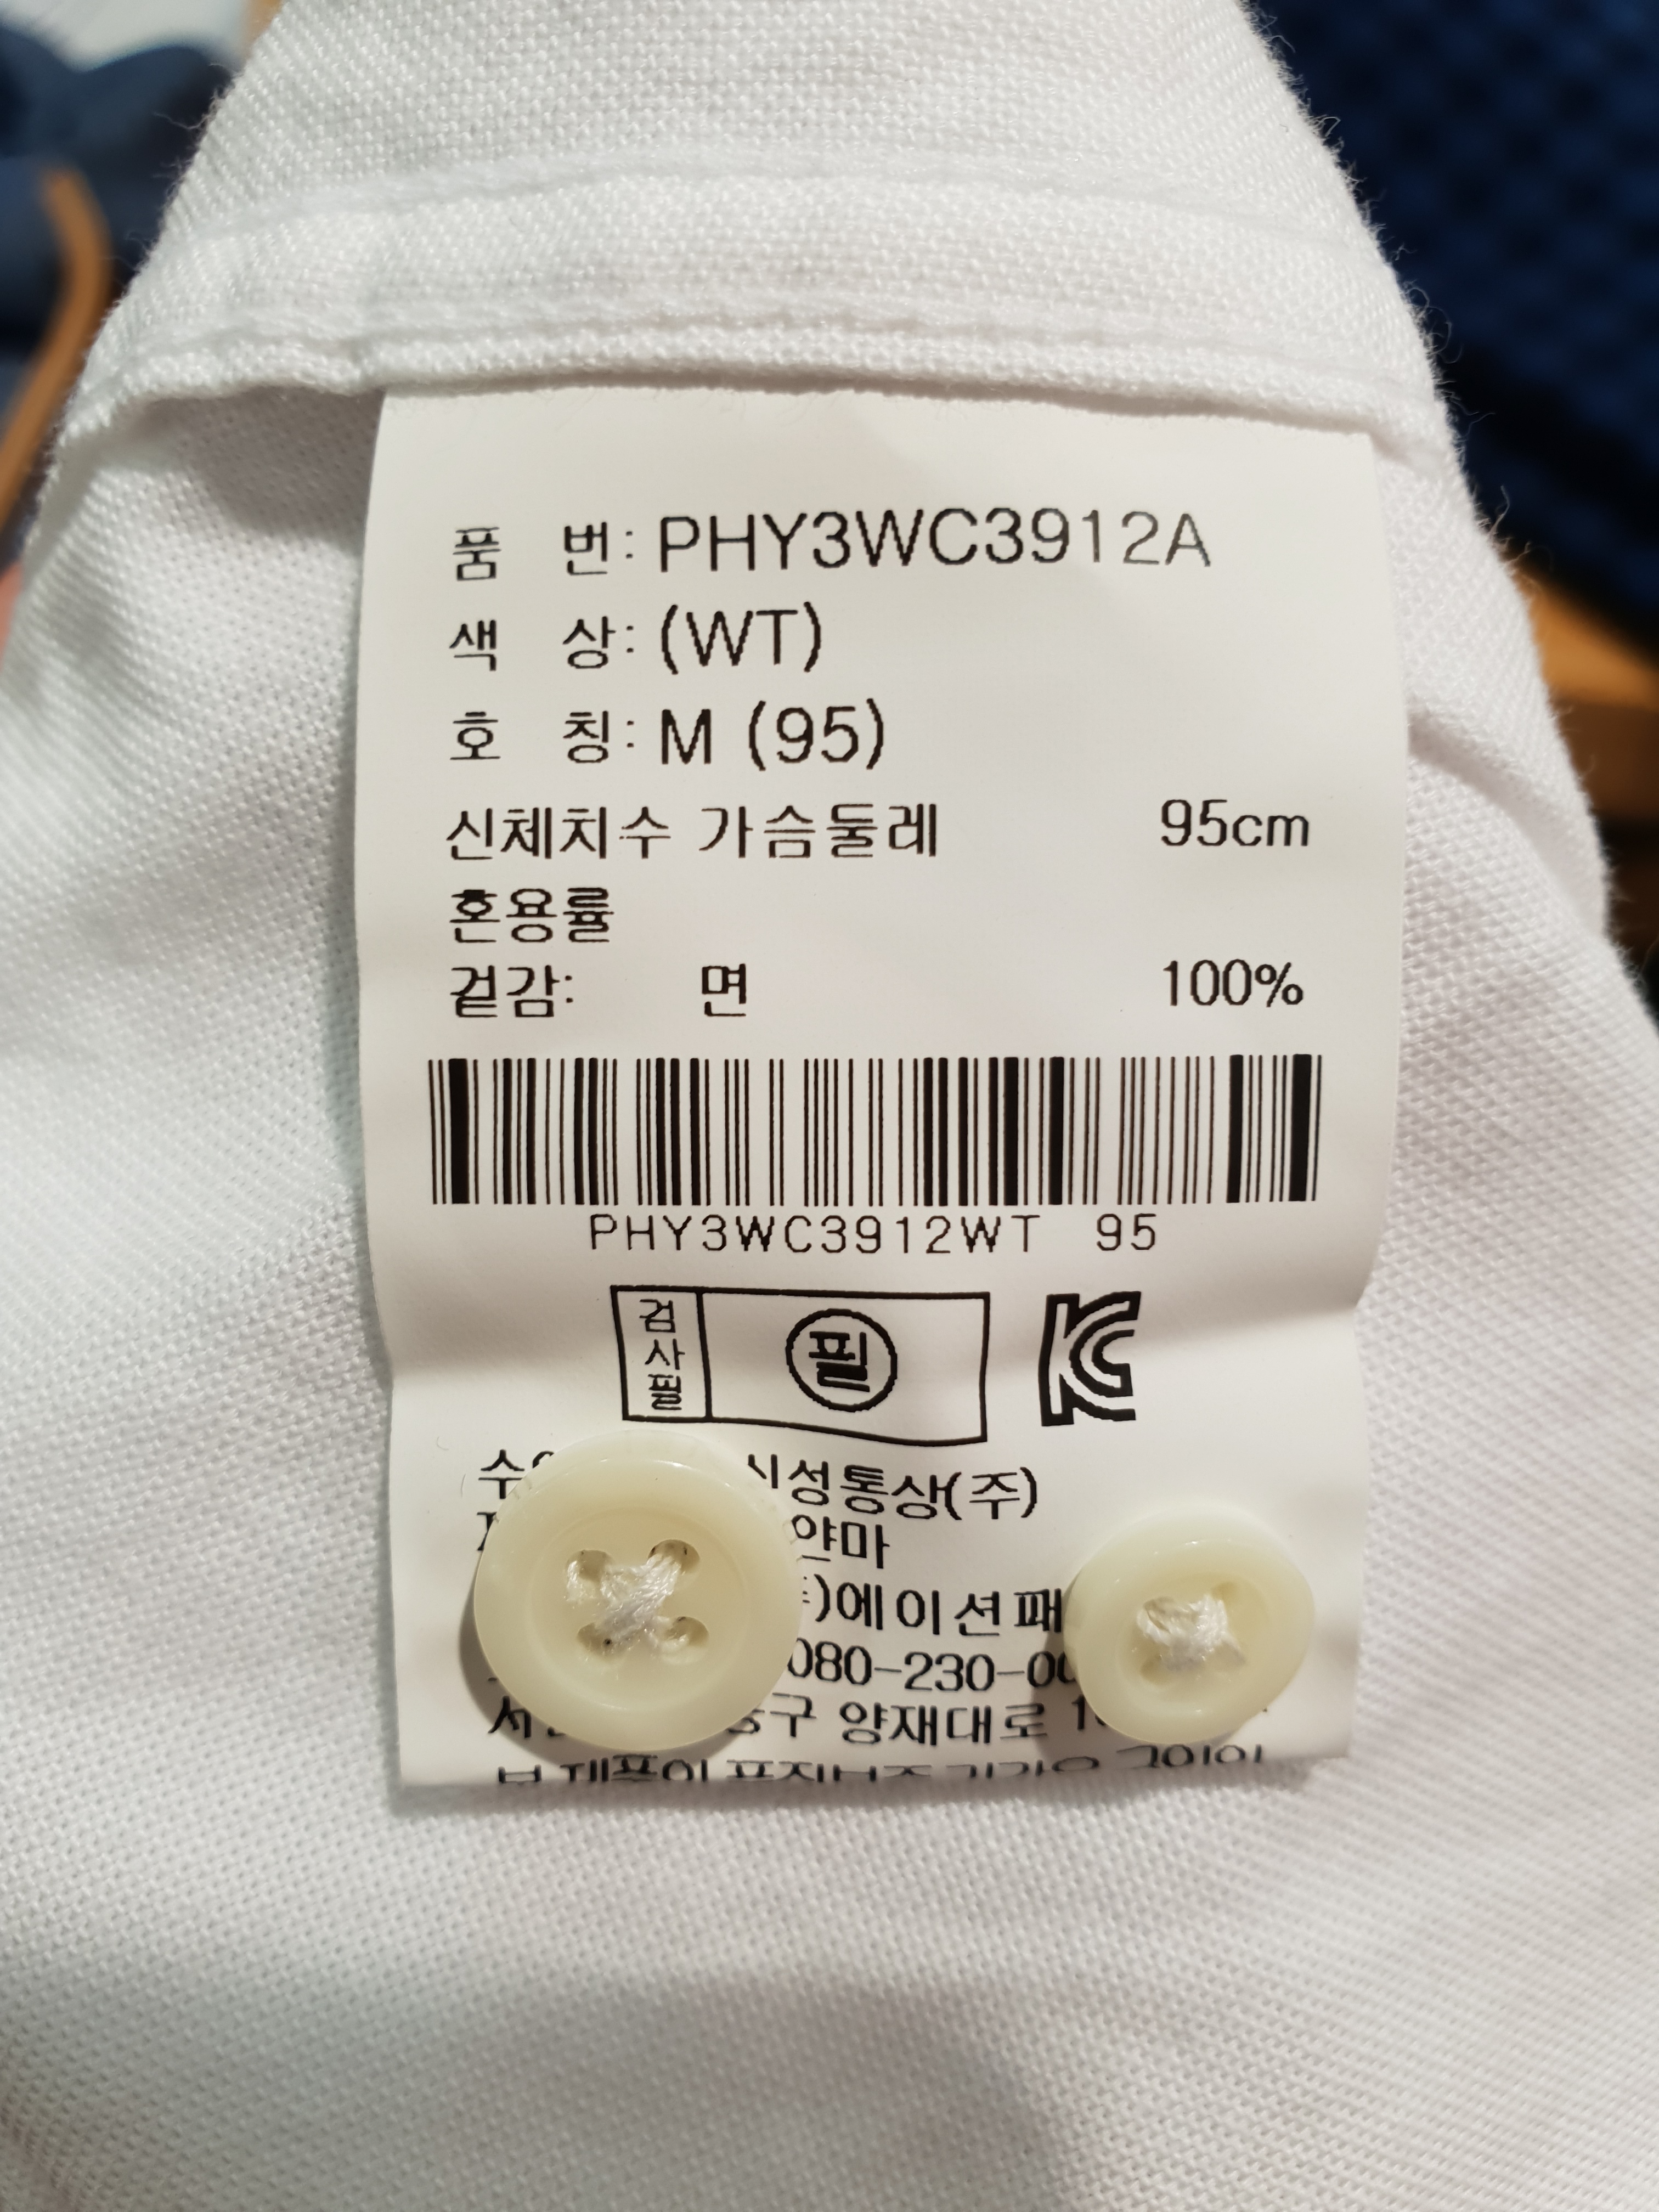 품 번: PHY3WC3912A
색 상: (WT)
호 칭: M (95)
신체치수 가슴둘레 95cm
혼용률
겉감: 면 100%
PHY3WC3912WT 95
검사필 필
KC
신성통상(주)
얀마
에이션패
080-230-
양재대로